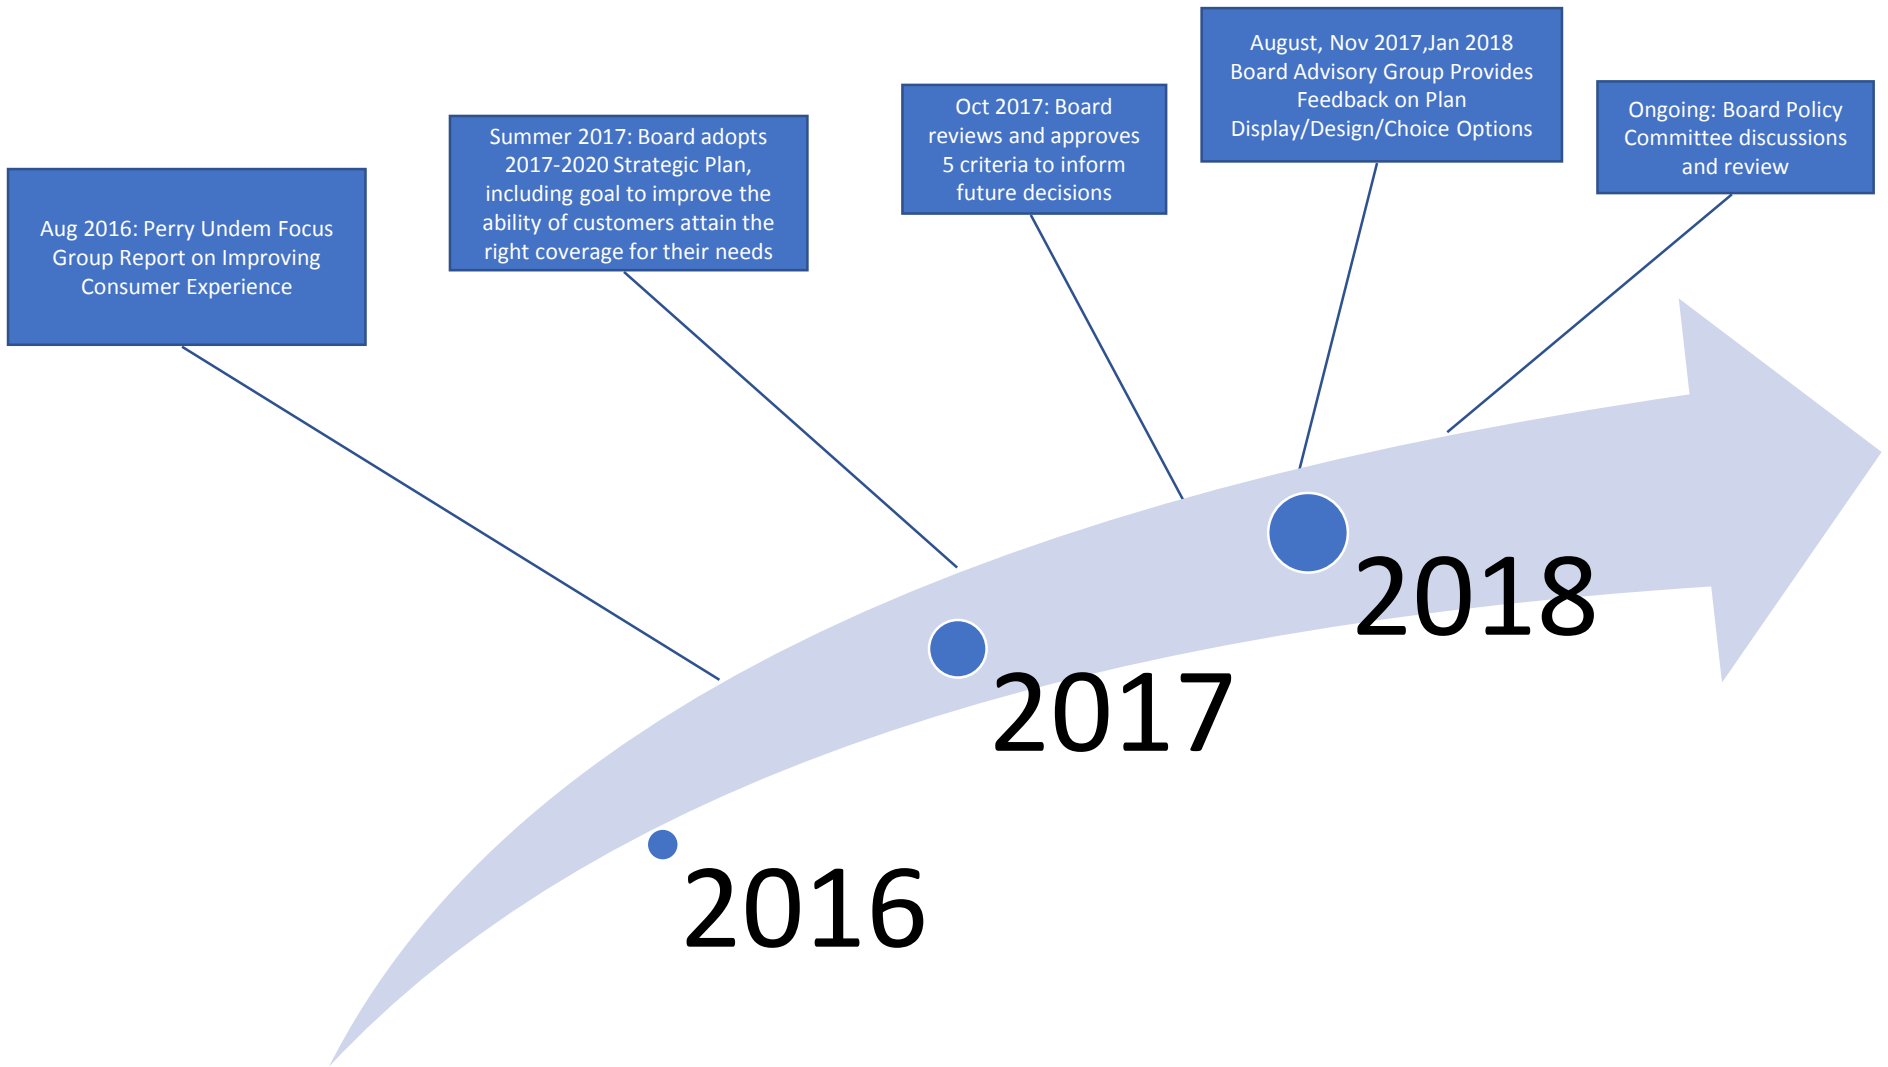 Aug 2016: Perry Undem Focus
Group Report on Improving
Consumer Experience
Summer 2017: Board adopts
2017-2020 Strategic Plan,
including goal to improve the
ability of customers attain the
right coverage for their needs
Oct 2017: Board
reviews and approves
5 criteria to inform
future decisions
August, Nov 2017,Jan 2018
Board Advisory Group Provides
Feedback on Plan
Display/Design/Choice Options
Ongoing: Board Policy
Committee discussions
and review
2016
2017
2018